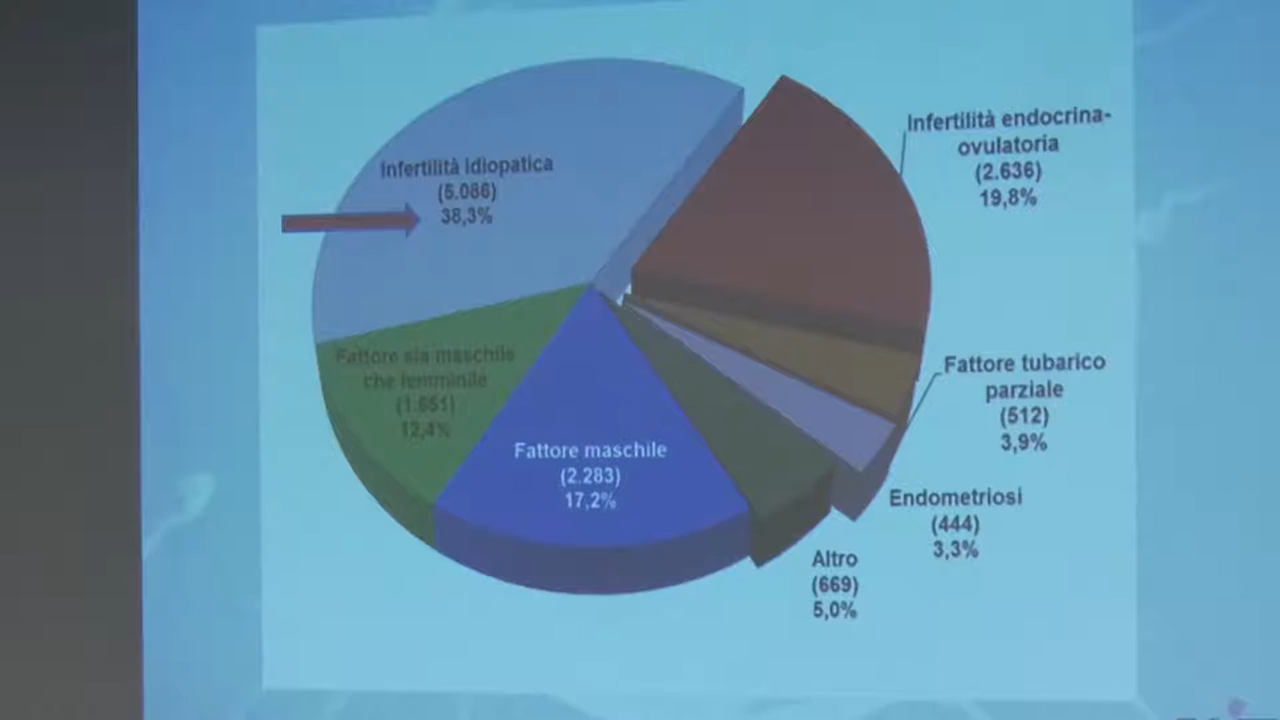 Infertilità idiopatica
(5.086)
38,3%
Infertilità endocrina-
ovulatoria
(2.636)
19,8%
Fattore sia maschile
che femminile
(1.651)
12,4%
Fattore maschile
(2.283)
17,2%
Fattore tubarico
parziale
(512)
3,9%
Endometriosi
(444)
3,3%
Altro
(669)
5,0%